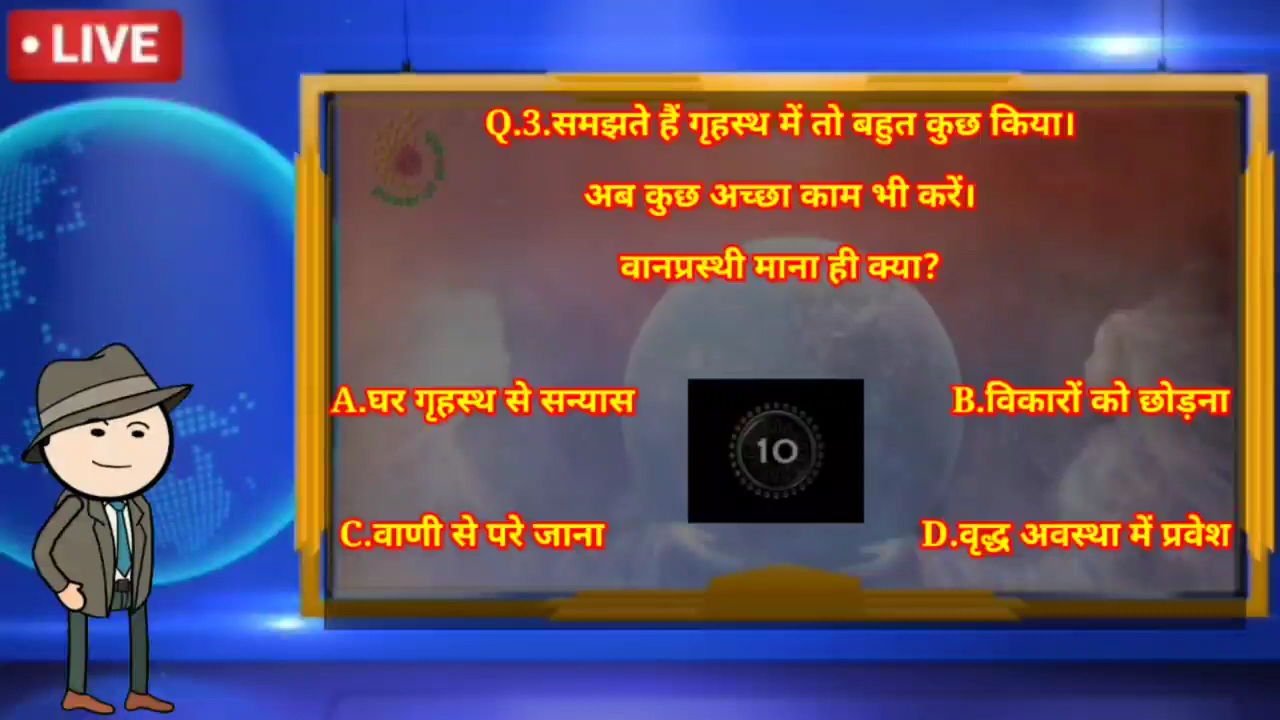 • LIVE
Q.3.समझते हैं गृहस्थ में तो बहुत कुछ किया।
अब कुछ अच्छा काम भी करें।
वानप्रस्थी माना ही क्या?
A.घर गृहस्थ से सन्यास
B.विकारों को छोड़ना
10
C.वाणी से परे जाना
D.वृद्ध अवस्था में प्रवेश